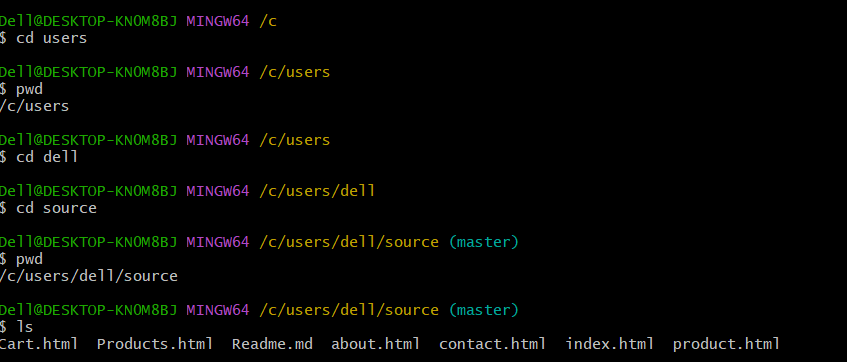 Dell@DESKTOP-KNOM8BJ MINGW64 /c
$ cd users
Dell@DESKTOP-KNOM8BJ MINGW64 /c/users
$ pwd
/c/users
Dell@DESKTOP-KNOM8BJ MINGW64 /c/users
$ cd dell
Dell@DESKTOP-KNOM8BJ MINGW64 /c/users/dell
$ cd source
Dell@DESKTOP-KNOM8BJ MINGW64 /c/users/dell/source (master)
$ pwd
/c/users/dell/source
Dell@DESKTOP-KNOM8BJ MINGW64 /c/users/dell/source (master)
$ ls
Cart.html  Products.html  Readme.md  about.html  contact.html  index.html  product.html